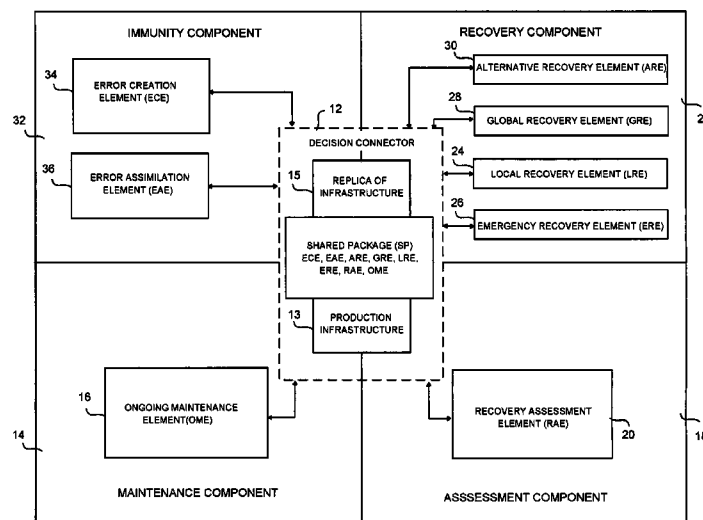 IMMUNITY COMPONENT
RECOVERY COMPONENT
34
ERROR CREATION
ELEMENT (ECE)
32
36
ERROR ASSIMILATION
ELEMENT (EAE)
30
ALTERNATIVE RECOVERY ELEMENT (ARE)
28
GLOBAL RECOVERY ELEMENT (GRE)
24
LOCAL RECOVERY ELEMENT (LRE)
26
EMERGENCY RECOVERY ELEMENT (ERE)
12
DECISION CONNECTOR
15
REPLICA OF
INFRASTRUCTURE
SHARED PACKAGE (SP)
ECE, EAE, ARE, GRE, LRE,
ERE, RAE, OME
13
PRODUCTION
INFRASTRUCTURE
16
ONGOING MAINTENANCE
ELEMENT(OME)
14
MAINTENANCE COMPONENT
RECOVERY ASSESSMENT
ELEMENT (RAE)
20
18
ASSSESSMENT COMPONENT